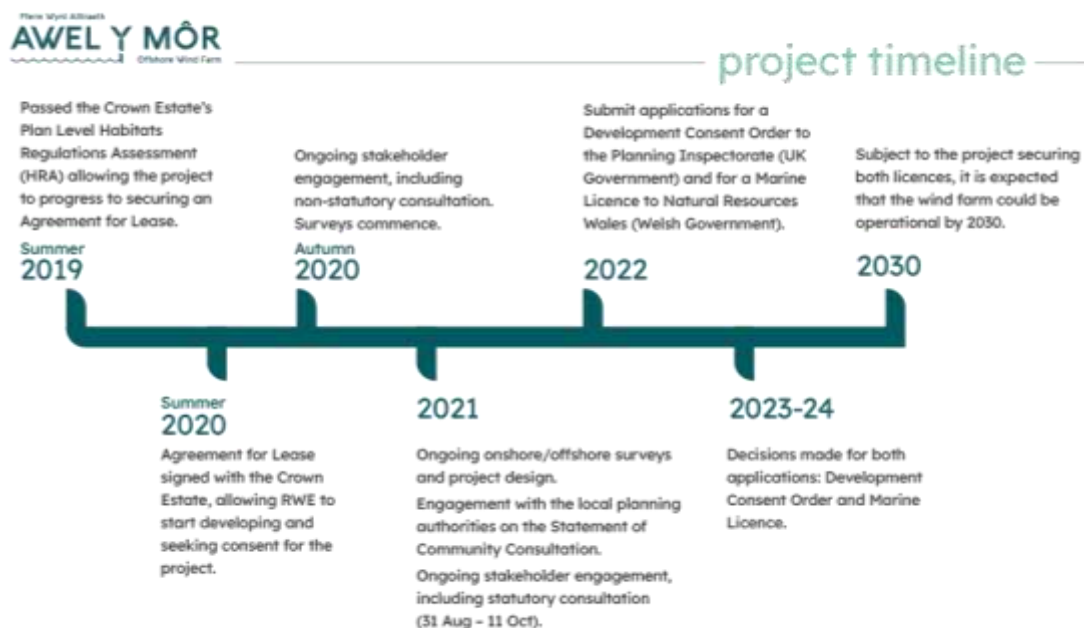 AWEL Y MÔR
Offshore Wind Farm
project timeline
Passed the Crown Estate's
Plan Level Habitats
Regulations Assessment
(HRA) allowing the project
to progress to securing an
Agreement for Lease.
Summer
2019
Ongoing stakeholder
engagement, including
non-statutory consultation.
Surveys commence.
Autumn
2020
Submit applications for a
Development Consent Order to
the Planning Inspectorate (UK
Government) and for a Marine
Licence to Natural Resources
Wales (Welsh Government).
2022
Subject to the project securing
both licences, it is expected
that the wind farm could be
operational by 2030.
2030
Summer
2020
Agreement for Lease
signed with the Crown
Estate, allowing RWE to
start developing and
seeking consent for the
project.
2021
Ongoing onshore/offshore surveys
and project design.
Engagement with the local planning
authorities on the Statement of
Community Consultation.
Ongoing stakeholder engagement,
including statutory consultation
(31 Aug – 11 Oct).
2023-24
Decisions made for both
applications: Development
Consent Order and Marine
Licence.